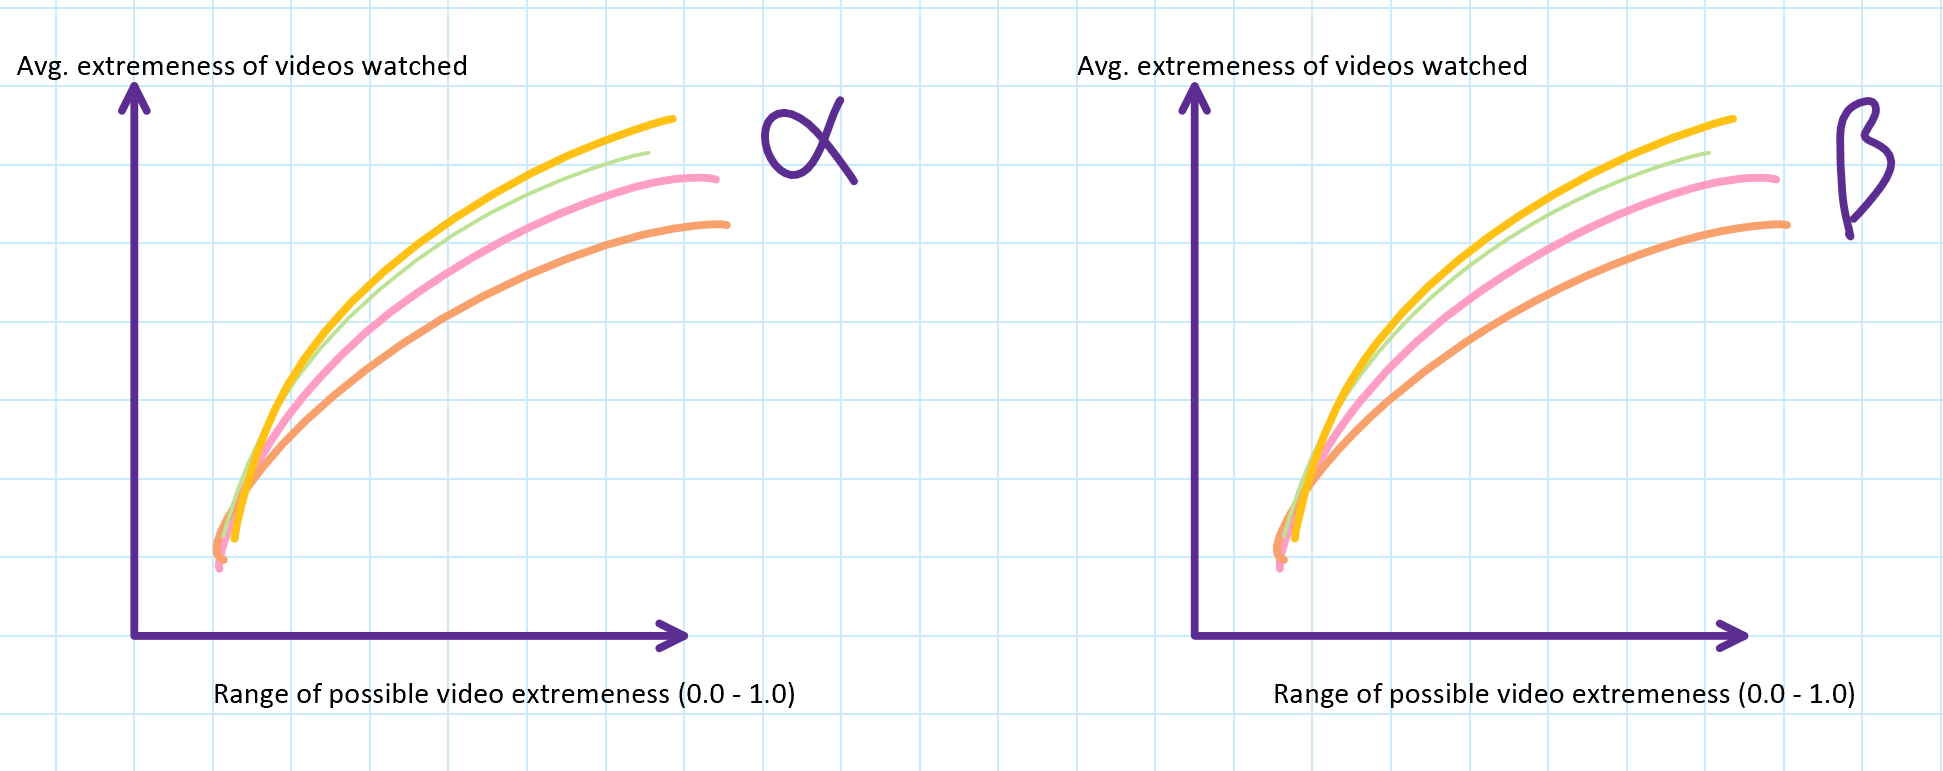 Avg. extremeness of videos watched
α
Range of possible video extremeness (0.0 - 1.0)
Avg. extremeness of videos watched
β
Range of possible video extremeness (0.0 - 1.0)